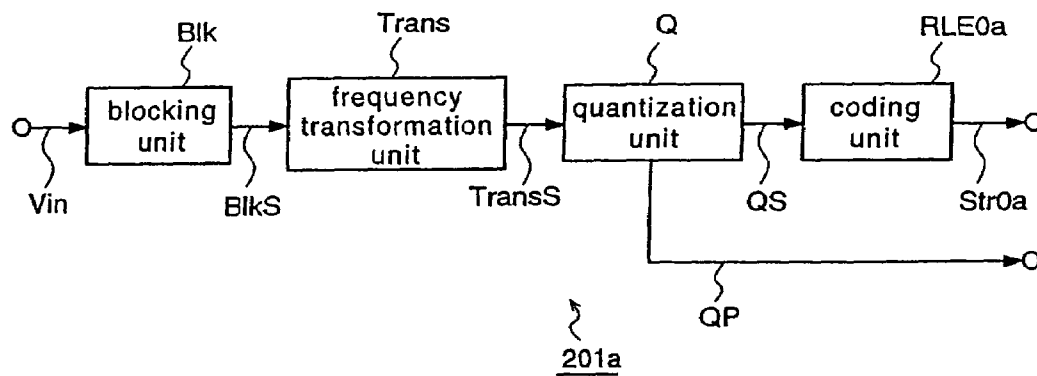 Blk
Trans
Q
RLE0a
blocking
unit
frequency
transformation
unit
quantization
unit
coding
unit
Vin
BlkS
TransS
QS
Str0a
QP
201a